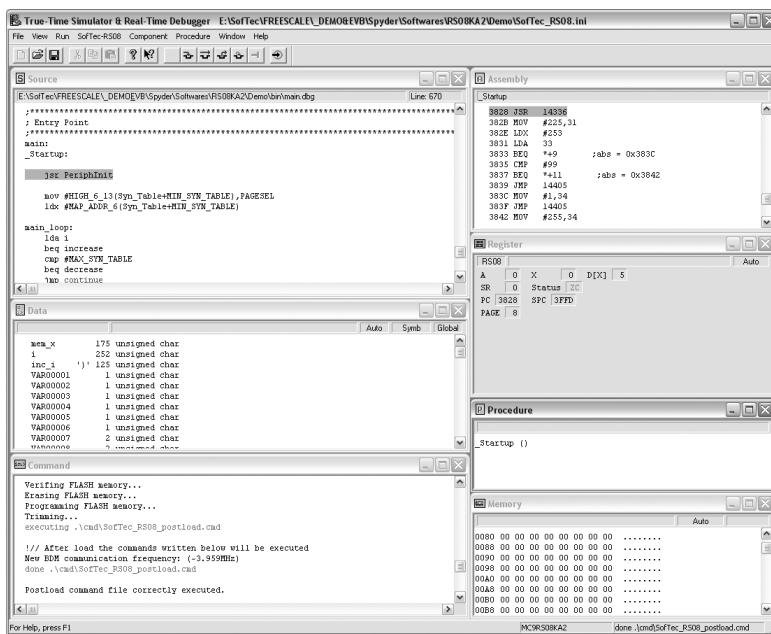 True-Time Simulator & Real-Time Debugger E:\SofTec\FREESCALE\_DEMO&EVB\Spyder\Softwares\RS08KA2\Demo\SofTec_RS08.ini
File View Run SofTec-RS08 Component Procedure Window Help
Source
E:\SofTec\FREESCALE\_DEMOEVB\Spyder\Softwares\RS08KA2\Demo\bin\main.dbg Line: 670
; Entry Point
main:
_Startup:
jsr PeriphInit
mov #HIGH_6_13(Syn_Table+MIN_SYN_TABLE),PAGESEL
ldx #MAP_ADDR_6(Syn_Table+MIN_SYN_TABLE)
main_loop:
lda i
beq increase
cmp #MAX_SYN_TABLE
beq decrease
jmp continue
Data
Auto Symb Global
mem_x 175 unsigned char
i 252 unsigned char
inc_i ')' 125 unsigned char
VAR00001 1 unsigned char
VAR00002 1 unsigned char
VAR00003 1 unsigned char
VAR00004 1 unsigned char
VAR00005 1 unsigned char
VAR00006 1 unsigned char
VAR00007 2 unsigned char
VAR00008 2 unsigned char
Command
Verifing FLASH memory...
Erasing FLASH memory...
Programming FLASH memory...
Trimming...
executing .\cmd\SofTec_RS08_postload.cmd
!// After load the commands written below will be executed
New BDM communication frequency: (~3.959MHz)
done .\cmd\SofTec_RS08_postload.cmd
Postload command file correctly executed.
Assembly
_Startup
3828 JSR 14336
382B MOV #225,31
382E LDX #253
3831 LDA 33
3833 BEQ *+9 ;abs = 0x383C
3835 CMP #99
3837 BEQ *+11 ;abs = 0x3842
3839 JMP 14405
383C MOV #1,34
383F JMP 14405
3842 MOV #255,34
Register
RS08 Auto
A 0 X 0 D[X] 5
SR 0 Status ZC
PC 3828 SPC 3FFD
PAGE 8
Procedure
_Startup ()
Memory
Auto
0080 00 00 00 00 00 00 00 00 ........
0088 00 00 00 00 00 00 00 00 ........
0090 00 00 00 00 00 00 00 00 ........
0098 00 00 00 00 00 00 00 00 ........
00A0 00 00 00 00 00 00 00 00 ........
00A8 00 00 00 00 00 00 00 00 ........
00B0 00 00 00 00 00 00 00 00 ........
00B8 00 00 00 00 00 00 00 00 ........
For Help, press F1 MC9RS08KA2 done .\cmd\SofTec_RS08_postload.cmd